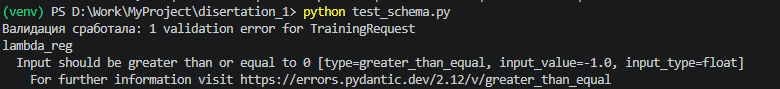 (venv) PS D:\Work\MyProject\disertation_1> python test_schema.py
Валидация сработала: 1 validation error for TrainingRequest
lambda_reg
  Input should be greater than or equal to 0 [type=greater_than_equal, input_value=-1.0, input_type=float]
    For further information visit https://errors.pydantic.dev/2.12/v/greater_than_equal